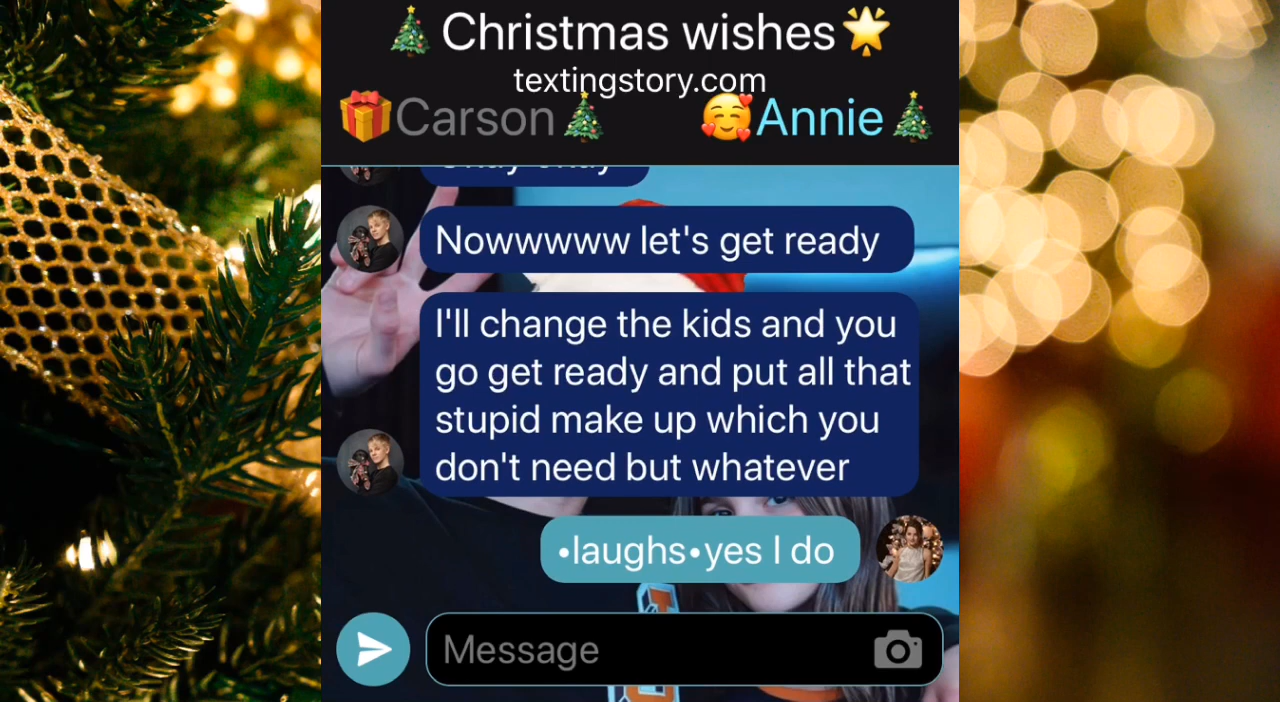 🎄Christmas wishes🌟
textingstory.com
🎁Carson🎄 🥰Annie🎄
Nowwwww let's get ready
I'll change the kids and you
go get ready and put all that
stupid make up which you
don't need but whatever
•laughs•yes I do
Message